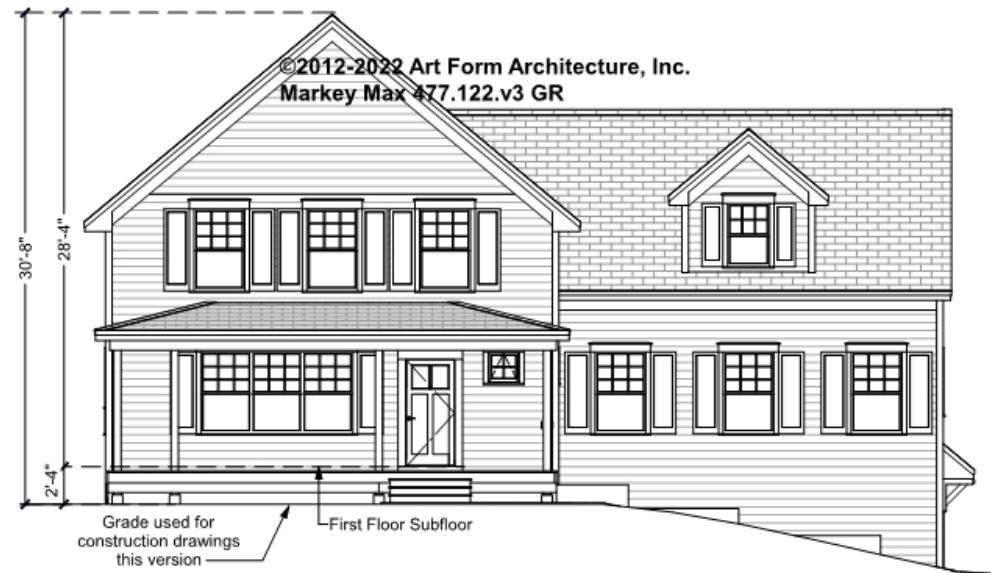 ©2012-2022 Art Form Architecture, Inc.
Markey Max 477.122.v3 GR
30'-8"
28'-4"
2'-4"
Grade used for
construction drawings
this version
First Floor Subfloor